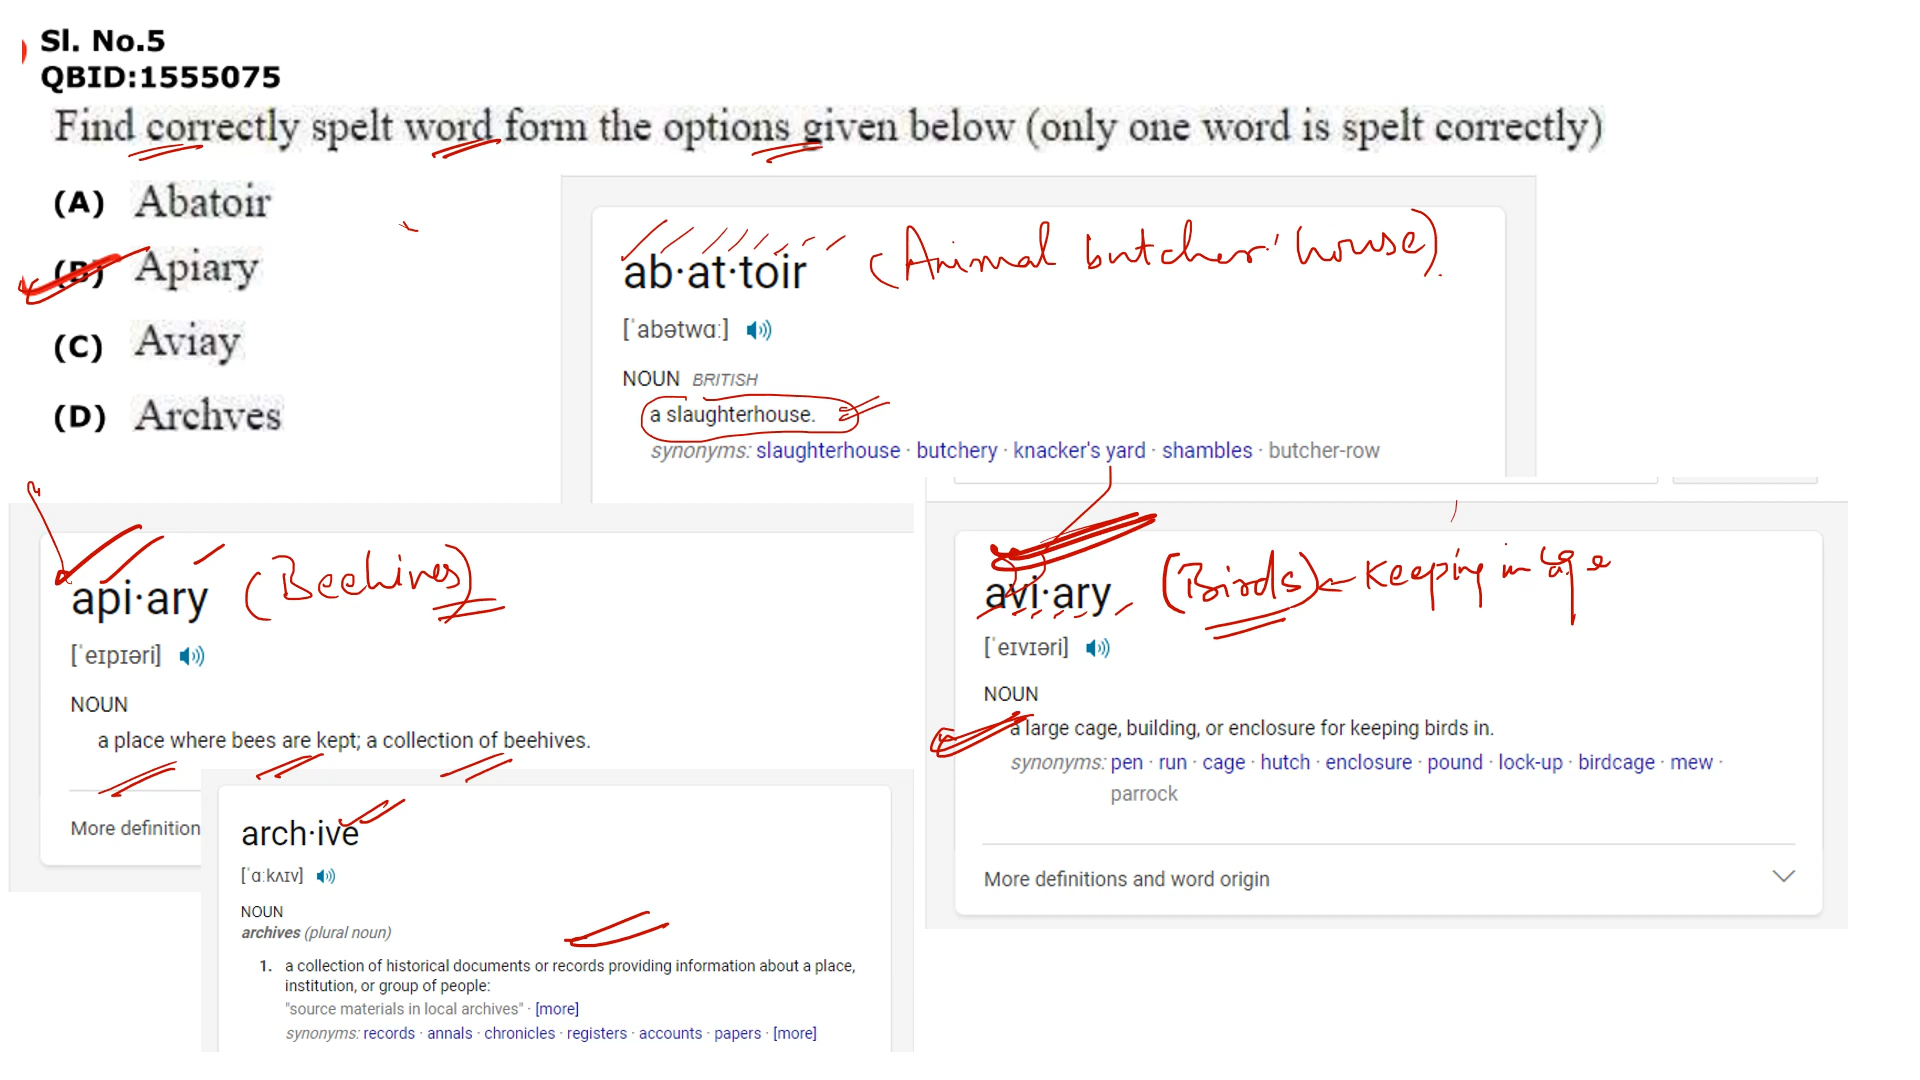 Sl. No.5
QBID:1555075
Find correctly spelt word form the options given below (only one word is spelt correctly)
(A) Abatoir
(B) Apiary
(C) Aviay
(D) Archves
ab·at·toir (Animal butcher' house).
[ˈabətwɑː]
NOUN BRITISH
a slaughterhouse.
synonyms: slaughterhouse · butchery · knacker's yard · shambles · butcher-row
api·ary (Beehives)
[ˈeɪpɪəri]
NOUN
a place where bees are kept; a collection of beehives.
More definition
avi·ary (Birds) Keeping in cage
[ˈeɪvɪəri]
NOUN
a large cage, building, or enclosure for keeping birds in.
synonyms: pen · run · cage · hutch · enclosure · pound · lock-up · birdcage · mew ·
parrock
More definitions and word origin
arch·ive
[ˈɑːkʌɪv]
NOUN
archives (plural noun)
1. a collection of historical documents or records providing information about a place,
institution, or group of people:
"source materials in local archives" · [more]
synonyms: records · annals · chronicles · registers · accounts · papers · [more]